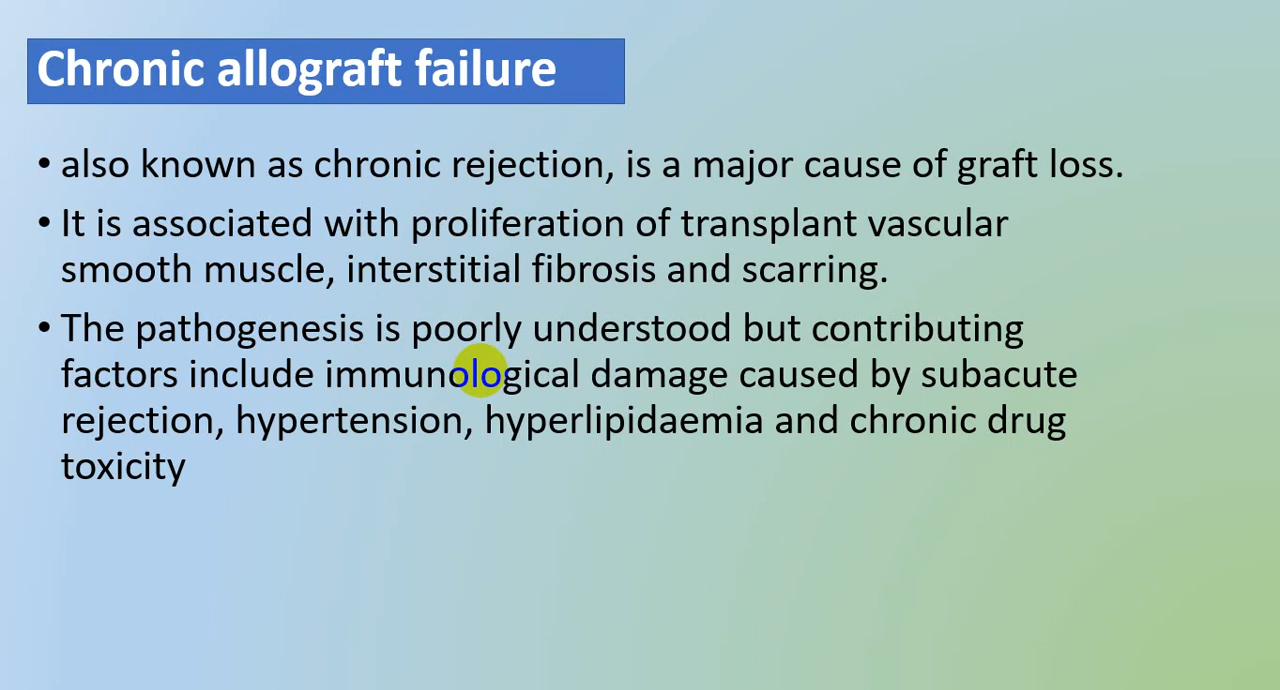 Chronic allograft failure
• also known as chronic rejection, is a major cause of graft loss.
• It is associated with proliferation of transplant vascular
smooth muscle, interstitial fibrosis and scarring.
• The pathogenesis is poorly understood but contributing
factors include immunological damage caused by subacute
rejection, hypertension, hyperlipidaemia and chronic drug
toxicity